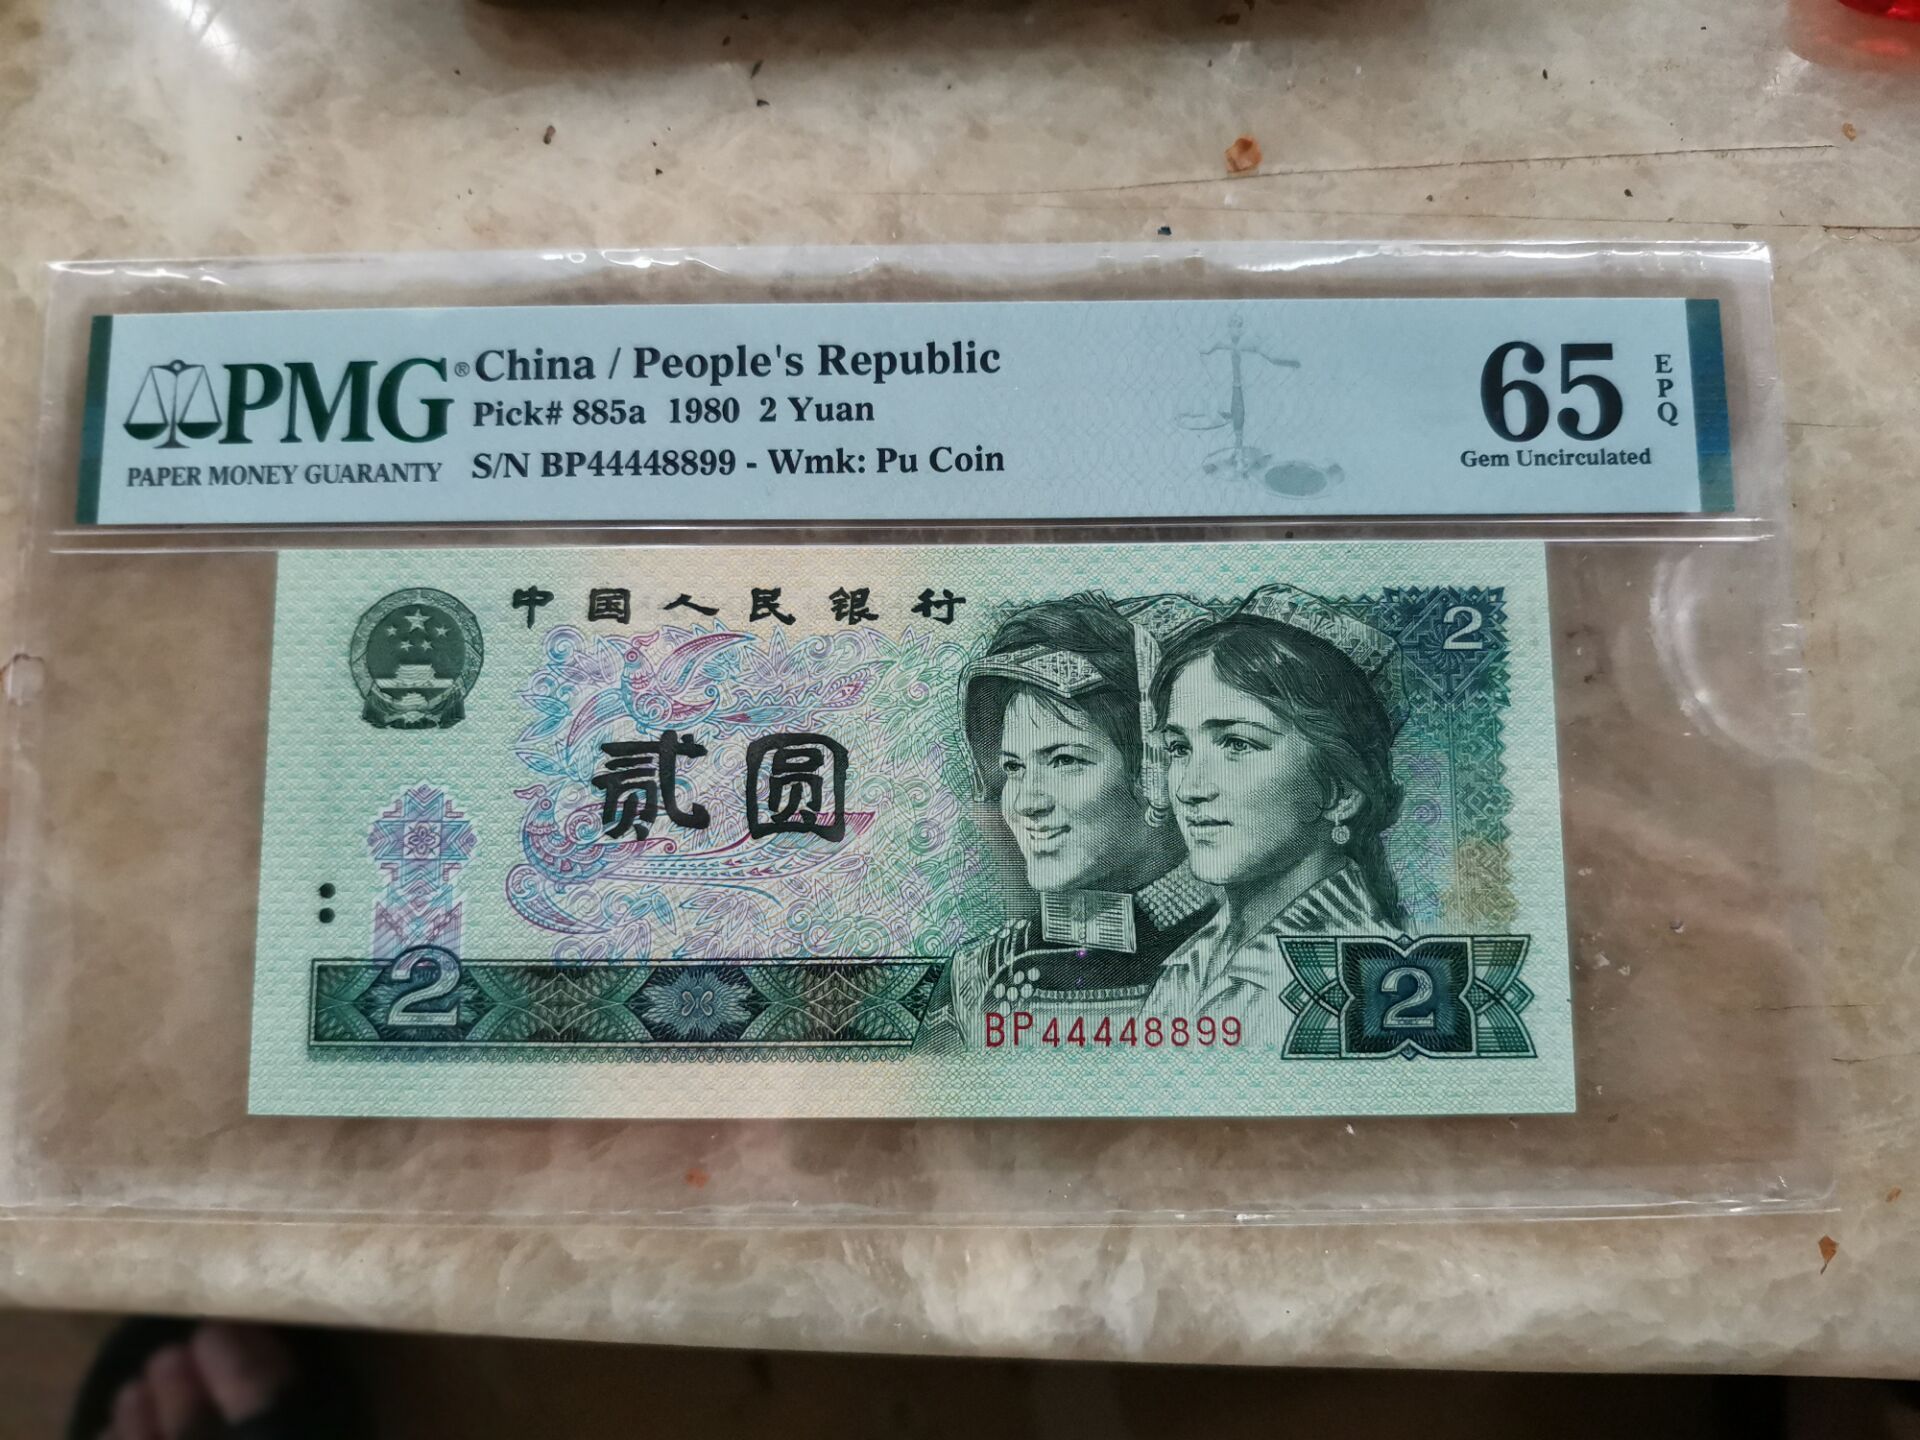 PMG®
PAPER MONEY GUARANTY
China / People's Republic
Pick# 885a 1980 2 Yuan
S/N BP44448899 - Wmk: Pu Coin
65
EPQ
Gem Uncirculated
中国人民银行
2
贰圆
2
BP44448899
2